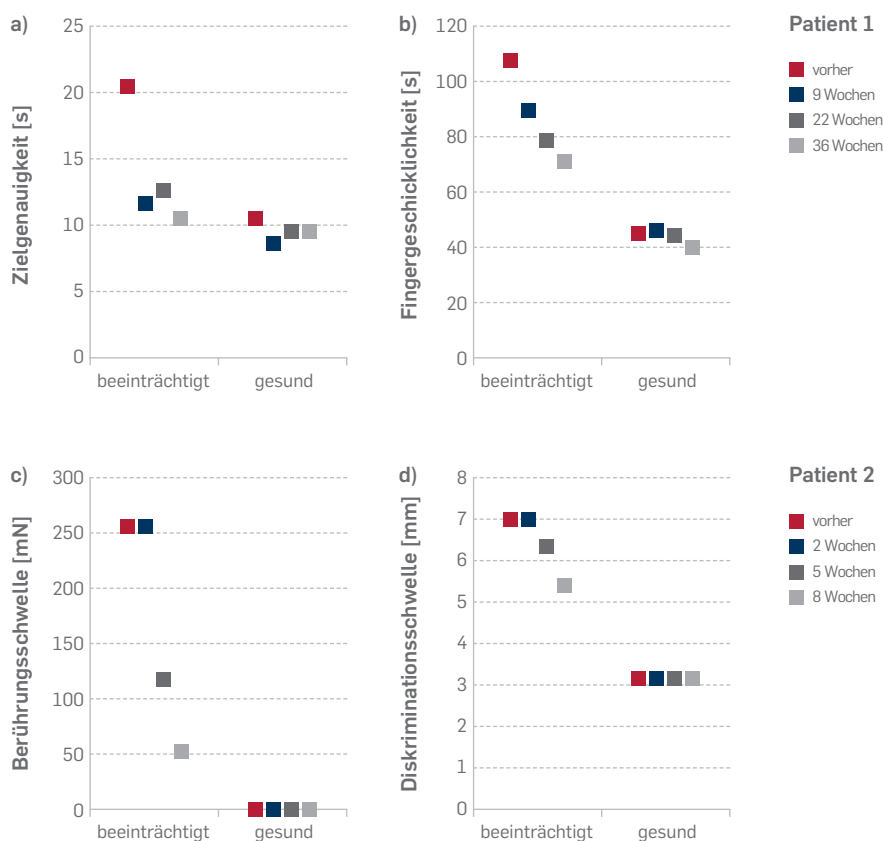 a)
Zielgenauigkeit [s]
25
20
15
10
5
0
beeinträchtigt gesund
b)
Fingergeschicklichkeit [s]
120
100
80
60
40
20
0
beeinträchtigt gesund
Patient 1
vorher
9 Wochen
22 Wochen
36 Wochen
c)
Berührungsschwelle [mN]
300
250
200
150
100
50
0
beeinträchtigt gesund
d)
Diskriminationsschwelle [mm]
8
7
6
5
4
3
2
1
0
beeinträchtigt gesund
Patient 2
vorher
2 Wochen
5 Wochen
8 Wochen